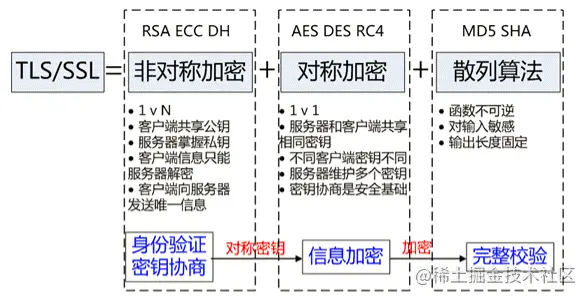 RSA ECC DH
AES DES RC4
MD5 SHA
TLS/SSL = 非对称加密 + 对称加密 + 散列算法
• 1 v N
• 客户端共享公钥
• 服务器掌握私钥
• 客户端信息只能
服务器解密
• 客户端向服务器
发送唯一信息
• 1 v 1
• 服务器和客户端共享
相同密钥
• 不同客户端密钥不同
• 服务器维护多个密钥
• 密钥协商是安全基础
• 函数不可逆
• 对输入敏感
• 输出长度固定
身份验证
密钥协商
对称密钥
信息加密
加密
完整校验
@稀土掘金技术社区